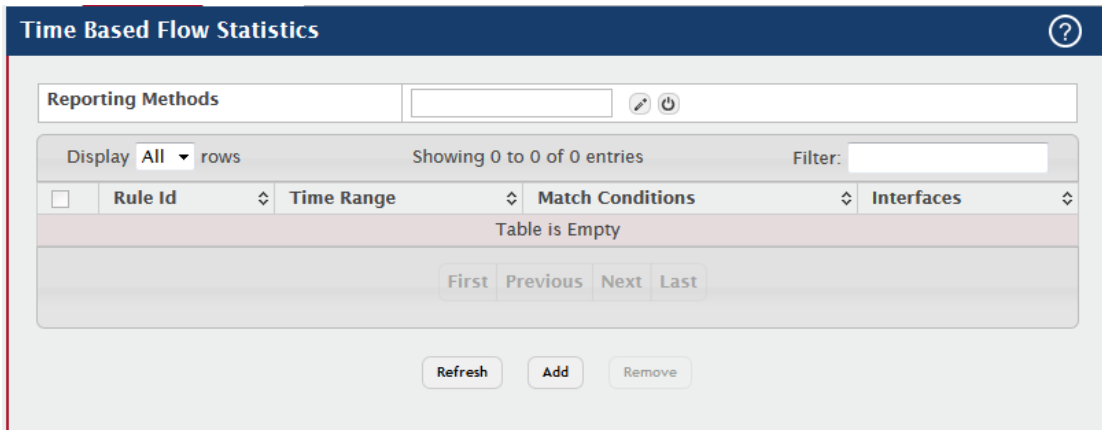 Time Based Flow Statistics ?
Reporting Methods
Display All rows Showing 0 to 0 of 0 entries Filter:
Rule Id Time Range Match Conditions Interfaces
Table is Empty
First Previous Next Last
Refresh Add Remove